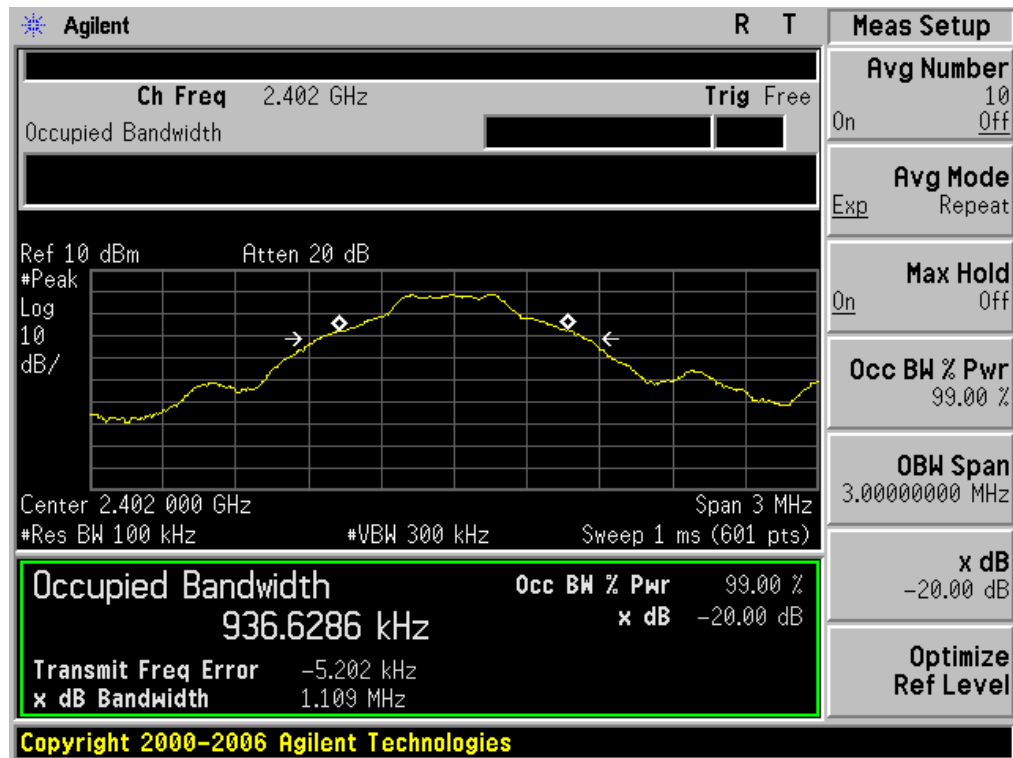 Agilent R T
Ch Freq 2.402 GHz Trig Free
Occupied Bandwidth
Ref 10 dBm Atten 20 dB
#Peak
Log
10
dB/
Center 2.402 000 GHz Span 3 MHz
#Res BW 100 kHz #VBW 300 kHz Sweep 1 ms (601 pts)
Occupied Bandwidth
936.6286 kHz
Occ BW % Pwr 99.00 %
x dB -20.00 dB
Transmit Freq Error -5.202 kHz
x dB Bandwidth 1.109 MHz
Copyright 2000-2006 Agilent Technologies
Meas Setup
Avg Number
10
On Off
Avg Mode
Exp Repeat
Max Hold
On Off
Occ BW % Pwr
99.00 %
OBW Span
3.00000000 MHz
x dB
-20.00 dB
Optimize
Ref Level